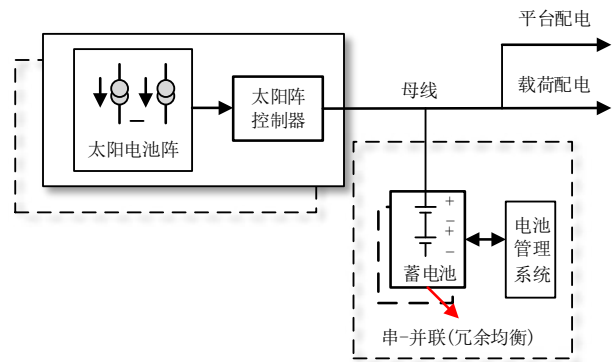 平台配电
载荷配电
母线
太阳电池阵
太阳阵
控制器
+
−
+
−
蓄电池
电池
管理
系统
串-并联(冗余均衡)